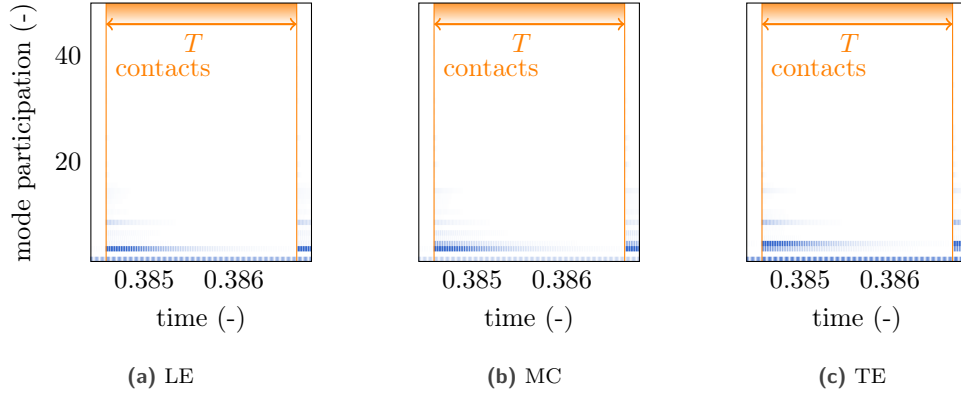 mode participation (-)
40
20
T
contacts
0.385 0.386
time (-)
(a) LE
T
contacts
0.385 0.386
time (-)
(b) MC
T
contacts
0.385 0.386
time (-)
(c) TE